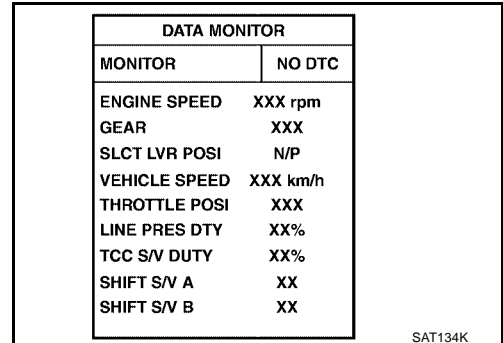 DATA MONITOR
MONITOR NO DTC
ENGINE SPEED XXX rpm
GEAR XXX
SLCT LVR POSI N/P
VEHICLE SPEED XXX km/h
THROTTLE POSI XXX
LINE PRES DTY XX%
TCC S/V DUTY XX%
SHIFT S/V A XX
SHIFT S/V B XX
SAT134K